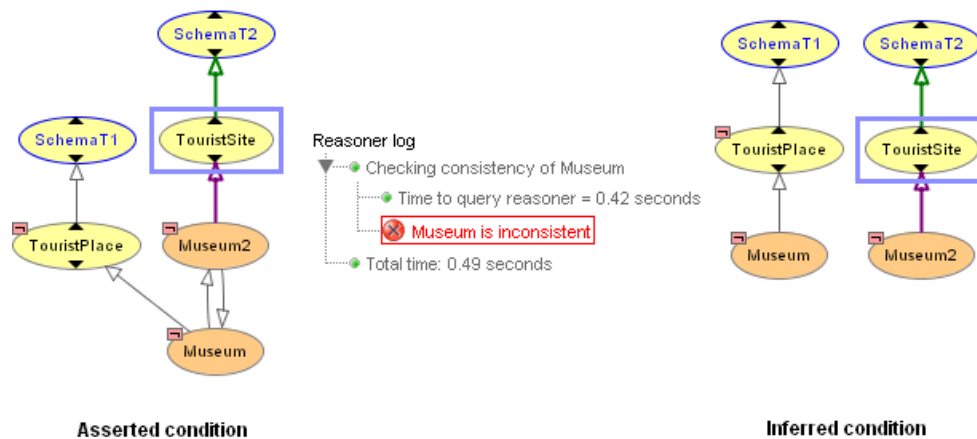 SchemaT2
SchemaT1
TouristSite
TouristPlace
Museum2
Museum
Asserted condition
Reasoner log
Checking consistency of Museum
Time to query reasoner = 0.42 seconds
Museum is inconsistent
Total time: 0.49 seconds
SchemaT1
SchemaT2
TouristPlace
TouristSite
Museum
Museum2
Inferred condition